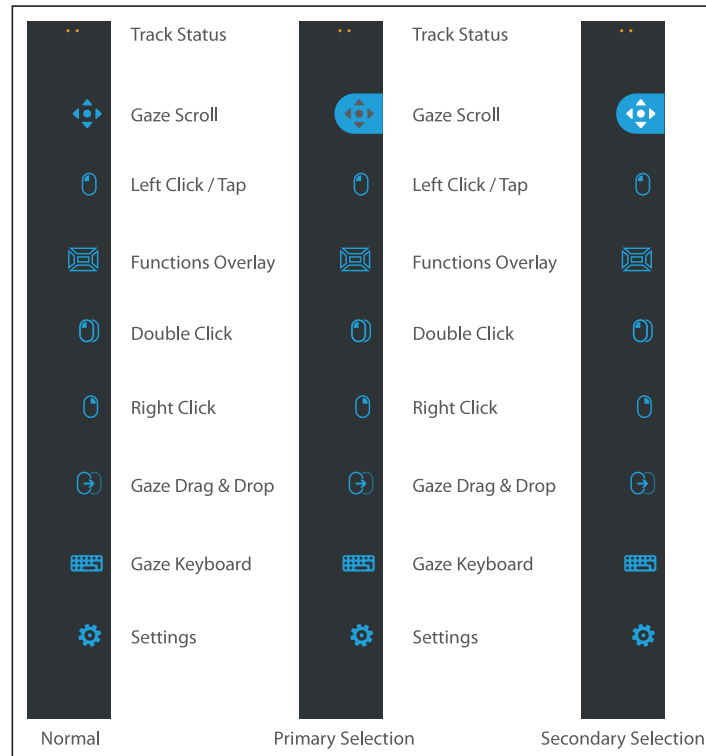 Track Status
Track Status
Gaze Scroll
Gaze Scroll
Left Click / Tap
Left Click / Tap
Functions Overlay
Functions Overlay
Double Click
Double Click
Right Click
Right Click
Gaze Drag & Drop
Gaze Drag & Drop
Gaze Keyboard
Gaze Keyboard
Settings
Settings
Normal
Primary Selection
Secondary Selection